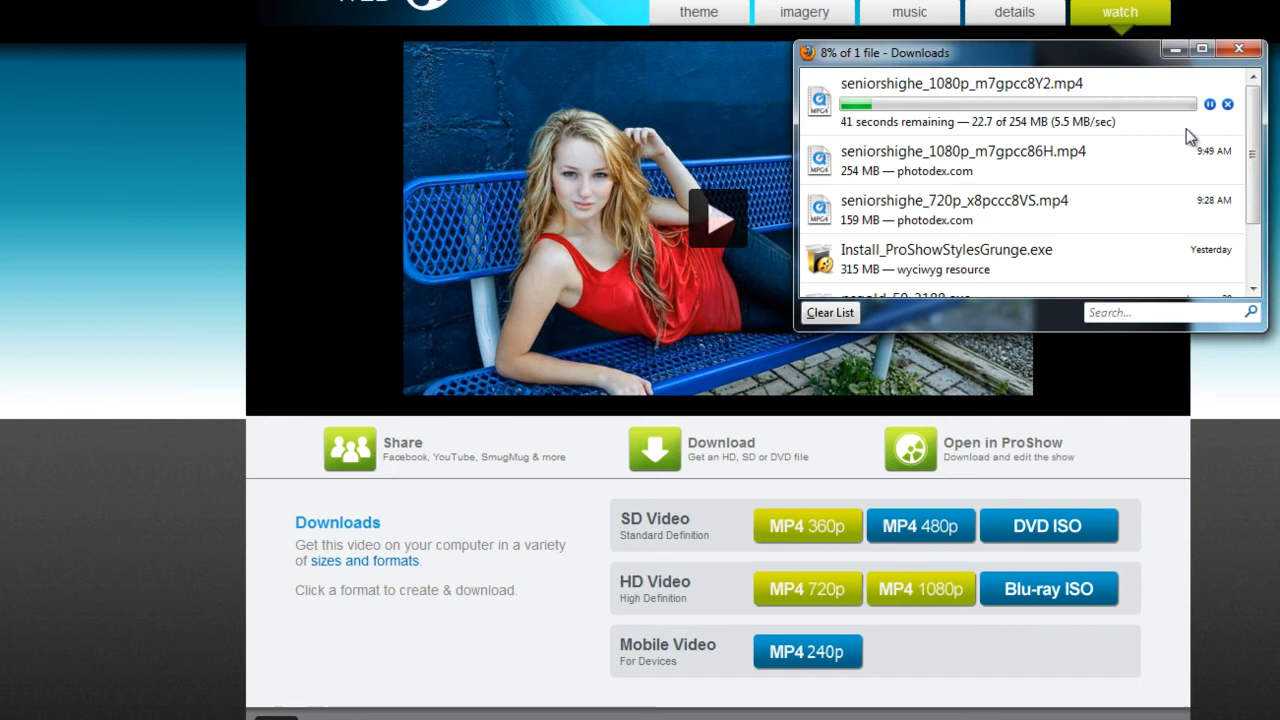 theme
imagery
music
details
watch
8% of 1 file - Downloads
seniorshighe_1080p_m7gpcc8Y2.mp4
41 seconds remaining — 22.7 of 254 MB (5.5 MB/sec)
seniorshighe_1080p_m7gpcc86H.mp4
9:49 AM
254 MB — photodex.com
seniorshighe_720p_x8pccc8VS.mp4
9:28 AM
159 MB — photodex.com
Install_ProShowStylesGrunge.exe
Yesterday
315 MB — wyciwyg resource
Clear List
Search...
Share
Facebook, YouTube, SmugMug & more
Download
Get an HD, SD or DVD file
Open in ProShow
Download and edit the show
Downloads
Get this video on your computer in a variety
of sizes and formats.
Click a format to create & download.
SD Video
Standard Definition
MP4 360p
MP4 480p
DVD ISO
HD Video
High Definition
MP4 720p
MP4 1080p
Blu-ray ISO
Mobile Video
For Devices
MP4 240p